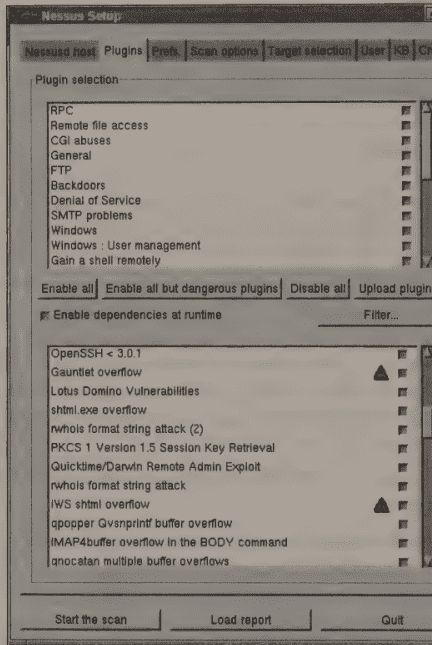 Nessus Setup
Nessusd host Plugins Prefs. Scan options Target selection User KB Cr
Plugin selection
RPC
Remote file access
CGI abuses
General
FTP
Backdoors
Denial of Service
SMTP problems
Windows
Windows : User management
Gain a shell remotely
Enable all Enable all but dangerous plugins Disable all Upload plugin
Enable dependencies at runtime Filter...
OpenSSH < 3.0.1
Gauntlet overflow
Lotus Domino Vulnerabilities
shtml.exe overflow
rwhois format string attack (2)
PKCS 1 Version 1.5 Session Key Retrieval
Quicktime/Darwin Remote Admin Exploit
rwhois format string attack
iWS shtml overflow
qpopper Qvsnprintf buffer overflow
IMAP4buffer overflow in the BODY command
qnocatan multiple buffer overflows
Start the scan Load report Quit